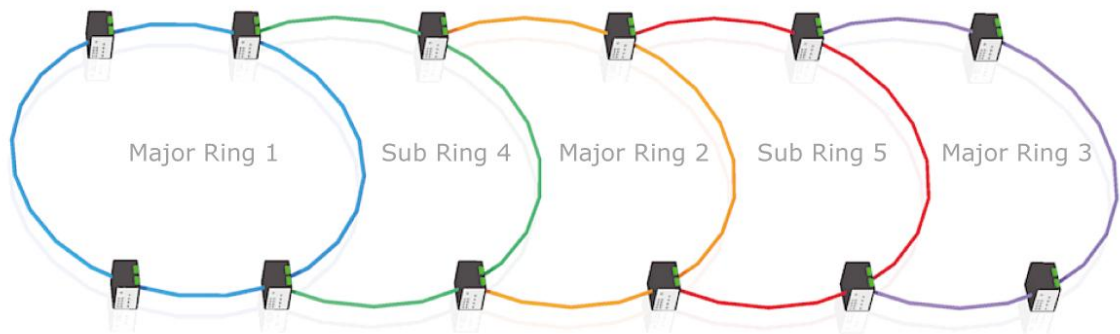 Major Ring 1
Sub Ring 4
Major Ring 2
Sub Ring 5
Major Ring 3